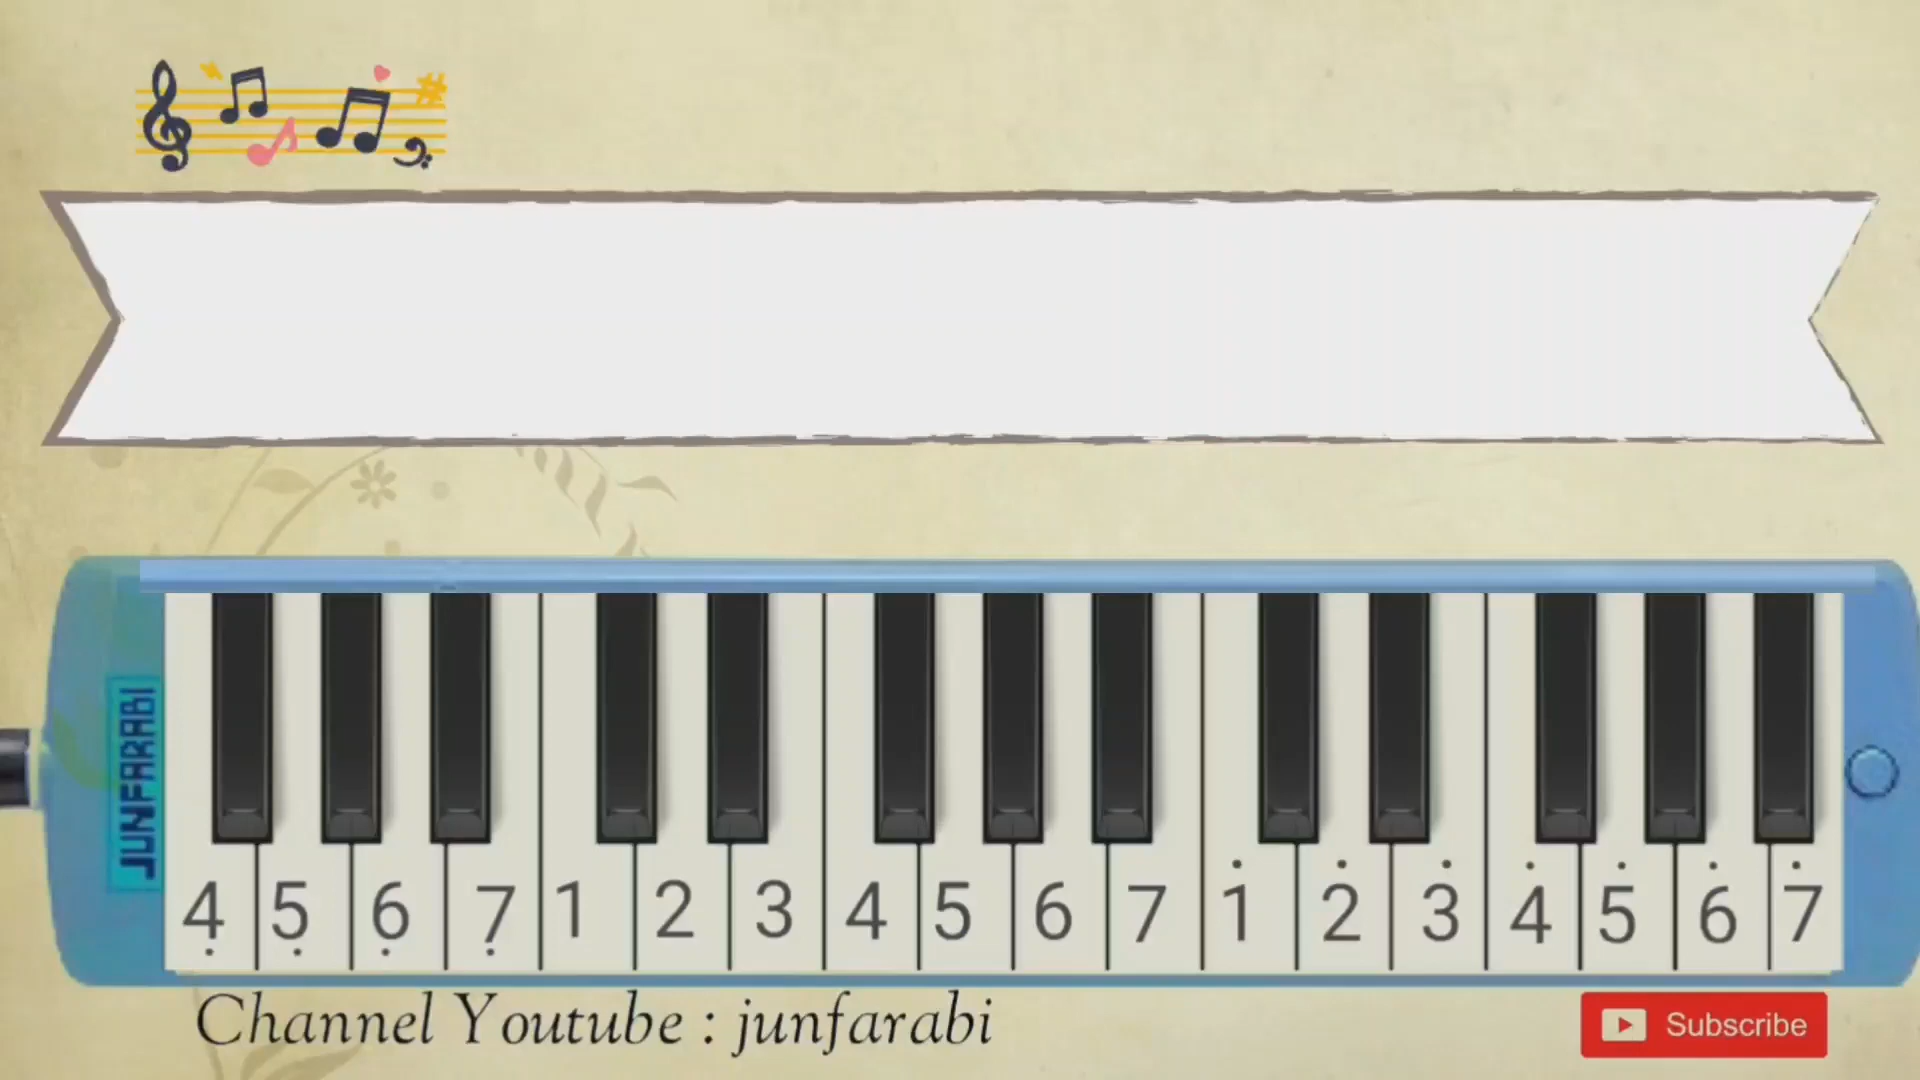 JUNFARABI
4̣ 5̣ 6̣ 7̣ 1 2 3 4 5 6 7 1̇ 2̇ 3̇ 4̇ 5̇ 6̇ 7̇
Channel Youtube : junfarabi
Subscribe